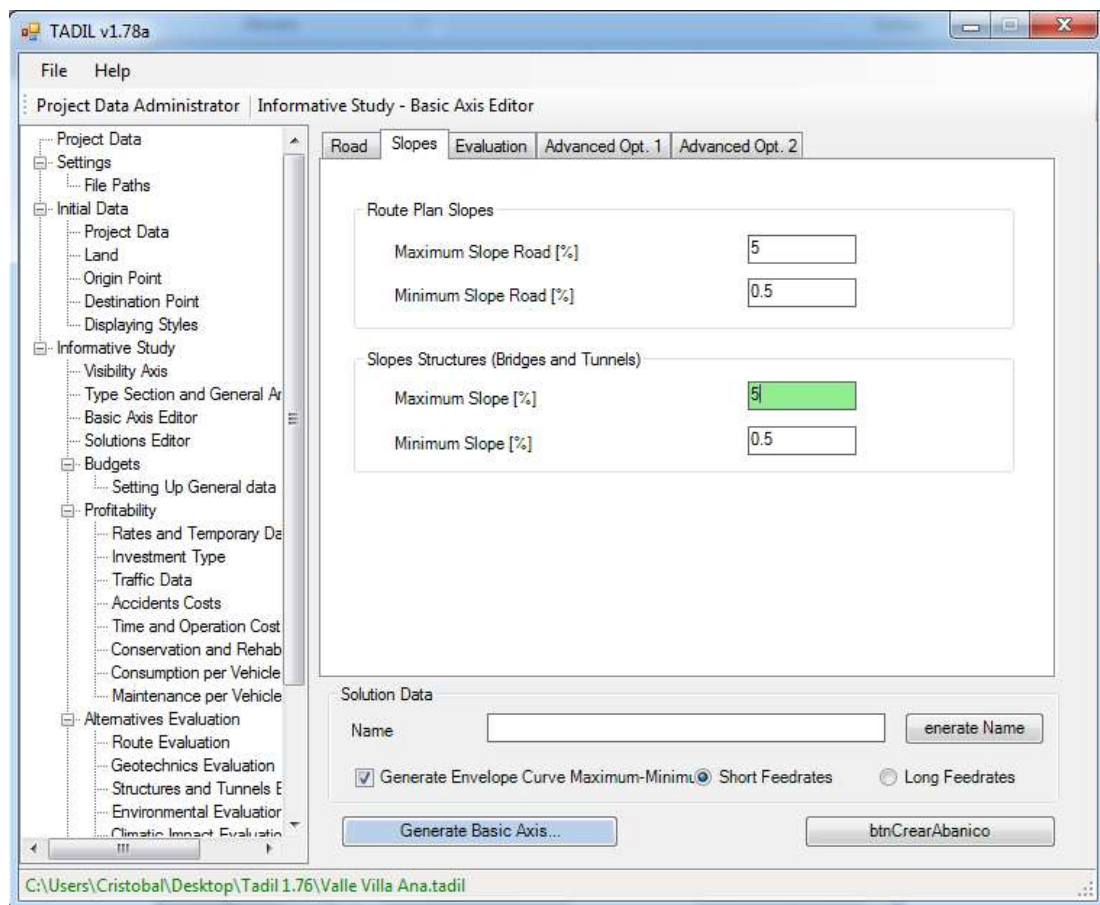 TADIL v1.78a
File Help
Project Data Administrator Informative Study - Basic Axis Editor
Project Data
Settings
File Paths
Initial Data
Project Data
Land
Origin Point
Destination Point
Displaying Styles
Informative Study
Visibility Axis
Type Section and General Ar
Basic Axis Editor
Solutions Editor
Budgets
Setting Up General data
Profitability
Rates and Temporary Da
Investment Type
Traffic Data
Accidents Costs
Time and Operation Cost
Conservation and Rehab
Consumption per Vehicle
Maintenance per Vehicle
Alternatives Evaluation
Route Evaluation
Geotechnics Evaluation
Structures and Tunnels E
Environmental Evaluation
Climatic Impact Evaluatio
Road Slopes Evaluation Advanced Opt. 1 Advanced Opt. 2
Route Plan Slopes
Maximum Slope Road [%] 5
Minimum Slope Road [%] 0.5
Slopes Structures (Bridges and Tunnels)
Maximum Slope [%] 5
Minimum Slope [%] 0.5
Solution Data
Name enerate Name
Generate Envelope Curve Maximum-Minimu Short Feedrates Long Feedrates
Generate Basic Axis... btnCrearAbanico
C:\Users\Cristobal\Desktop\Tadil 1.76\Valle Villa Ana.tadil